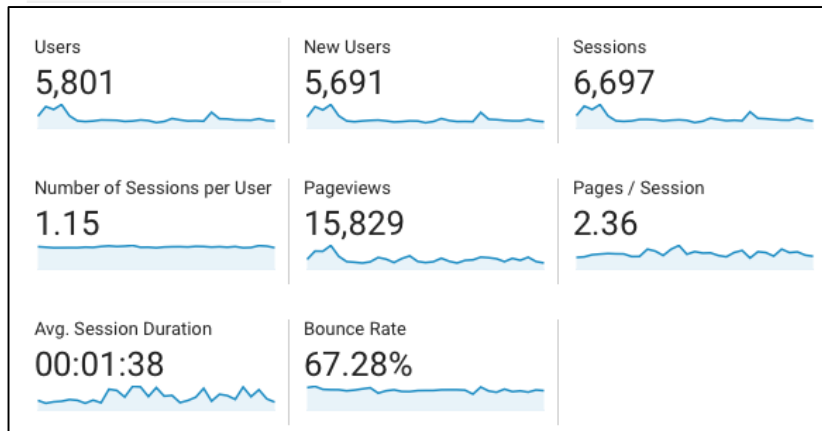 Users
5,801
New Users
5,691
Sessions
6,697
Number of Sessions per User
1.15
Pageviews
15,829
Pages / Session
2.36
Avg. Session Duration
00:01:38
Bounce Rate
67.28%